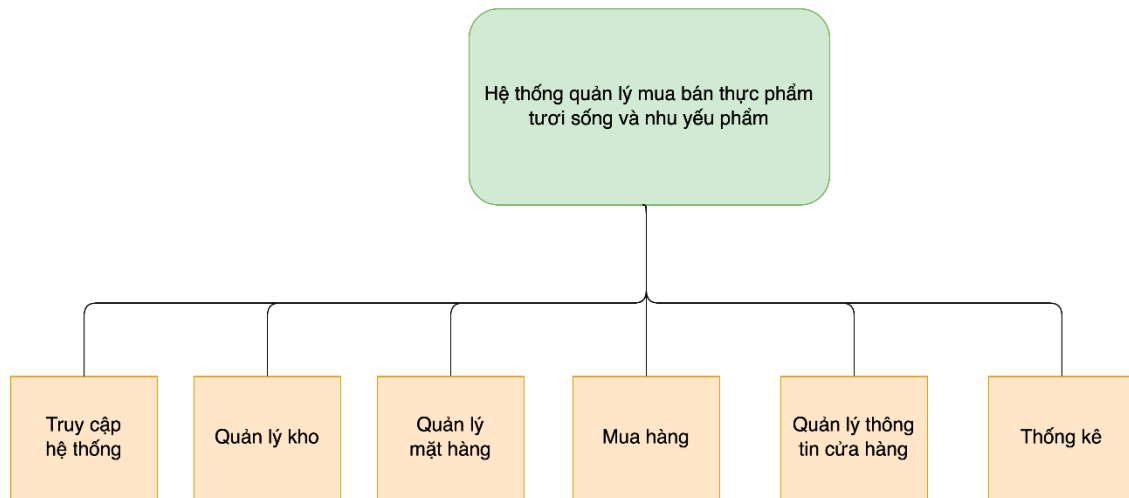 Hệ thống quản lý mua bán thực phẩm
tươi sống và nhu yếu phẩm
Truy cập
hệ thống
Quản lý kho
Quản lý
mặt hàng
Mua hàng
Quản lý thông
tin cửa hàng
Thống kê